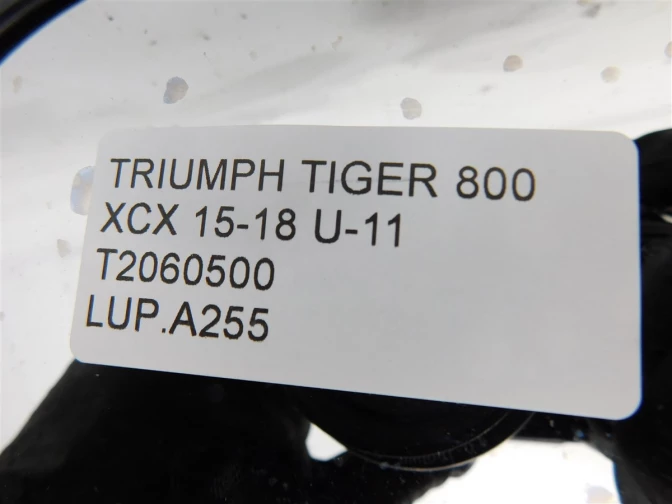 TRIUMPH TIGER 800
XCX 15-18 U-11
T2060500
LUP.A255